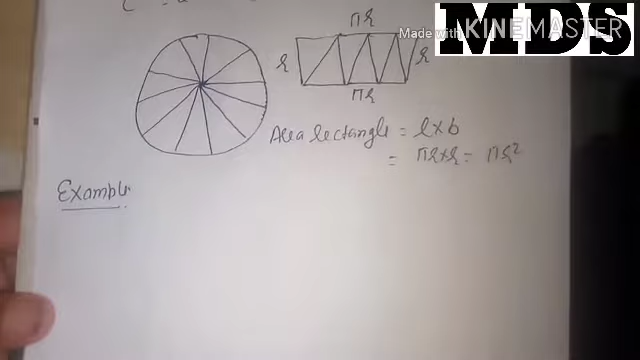 πr
r
r
πr
Area rectangle = l×b
= πr×r = πr²
Example
MDS
Made with KINEMASTER